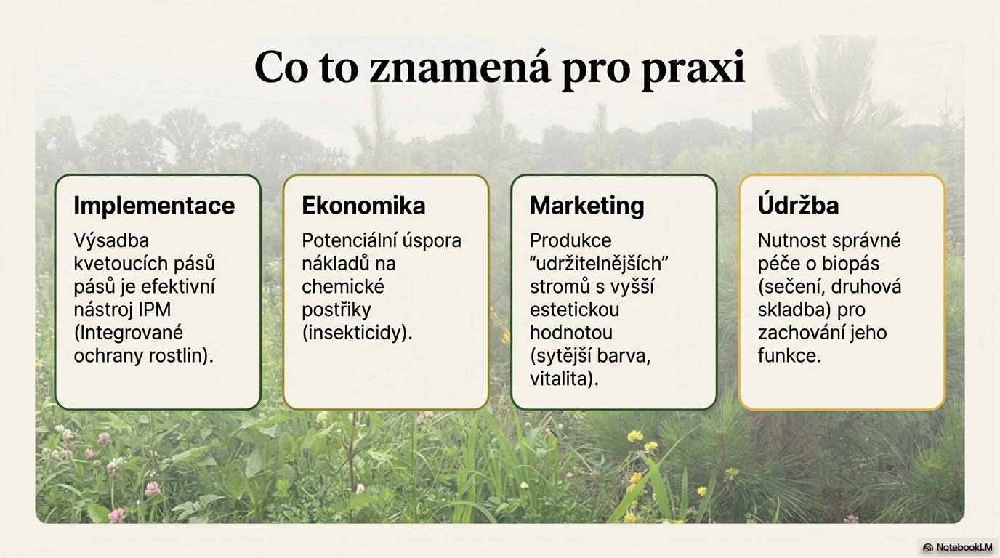 Co to znamená pro praxi
Implementace
Výsadba
kvetoucích pásů
pásů je efektivní
nástroj IPM
(Integrované
ochrany rostlin).
Ekonomika
Potenciální úspora
nákladů na
chemické
postřiky
(insekticidy).
Marketing
Produkce
“udržitelnějších”
stromů s vyšší
estetickou
hodnotou
(sytější barva,
vitalita).
Údržba
Nutnost správné
péče o biopás
(sečení, druhová
skladba) pro
zachování jeho
funkce.
NotebookLM